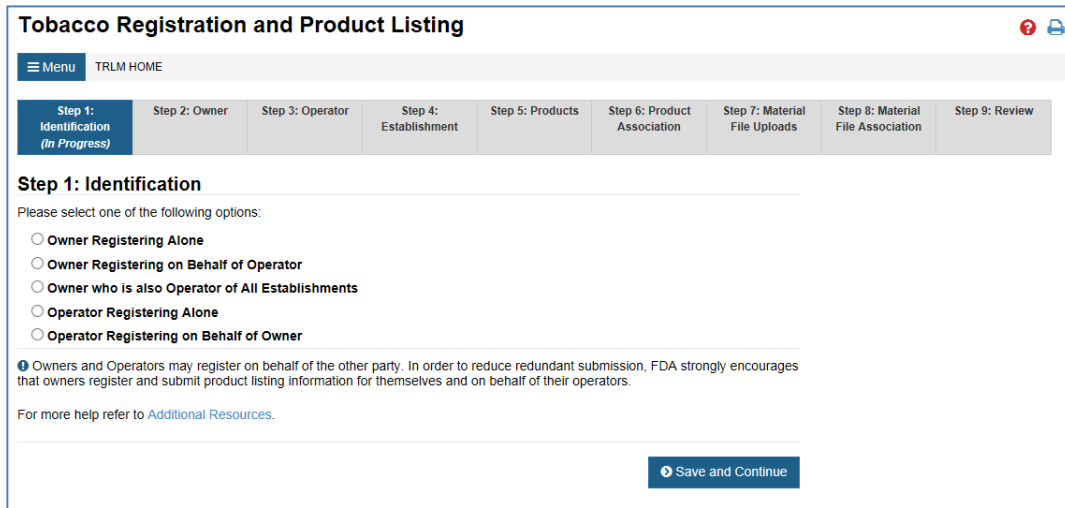 Tobacco Registration and Product Listing
Menu TRLM HOME
Step 1:
Identification
(In Progress)
Step 2: Owner
Step 3: Operator
Step 4:
Establishment
Step 5: Products
Step 6: Product
Association
Step 7: Material
File Uploads
Step 8: Material
File Association
Step 9: Review
Step 1: Identification
Please select one of the following options:
Owner Registering Alone
Owner Registering on Behalf of Operator
Owner who is also Operator of All Establishments
Operator Registering Alone
Operator Registering on Behalf of Owner
Owners and Operators may register on behalf of the other party. In order to reduce redundant submission, FDA strongly encourages
that owners register and submit product listing information for themselves and on behalf of their operators.
For more help refer to Additional Resources.
Save and Continue